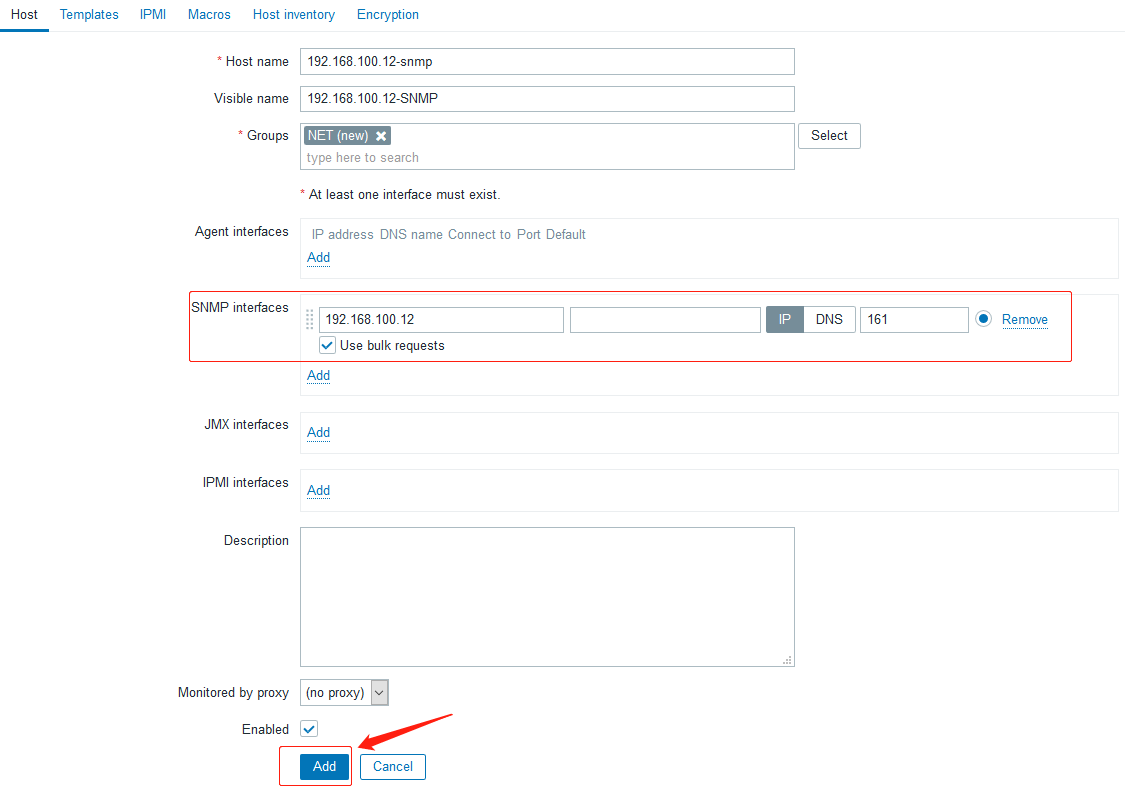 Host Templates IPMI Macros Host inventory Encryption
* Host name 192.168.100.12-snmp
Visible name 192.168.100.12-SNMP
* Groups NET (new) Select
type here to search
* At least one interface must exist.
Agent interfaces IP address DNS name Connect to Port Default
Add
SNMP interfaces 192.168.100.12 IP DNS 161 Remove
Use bulk requests
Add
JMX interfaces Add
IPMI interfaces Add
Description
Monitored by proxy (no proxy)
Enabled
Add Cancel